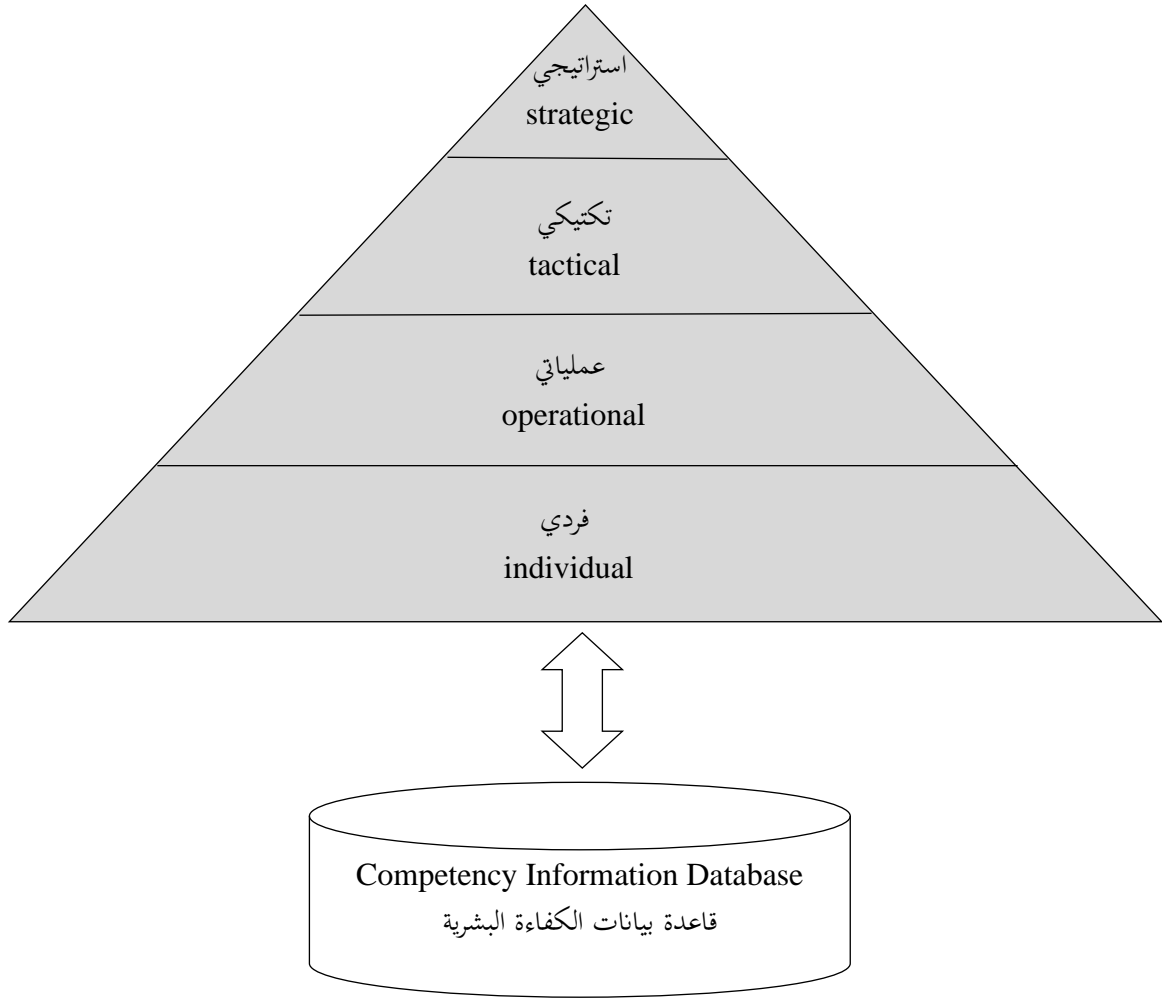 استراتيجي
strategic
تكتيكي
tactical
عملياتي
operational
فردي
individual
Competency Information Database
قاعدة بيانات الكفاءة البشرية